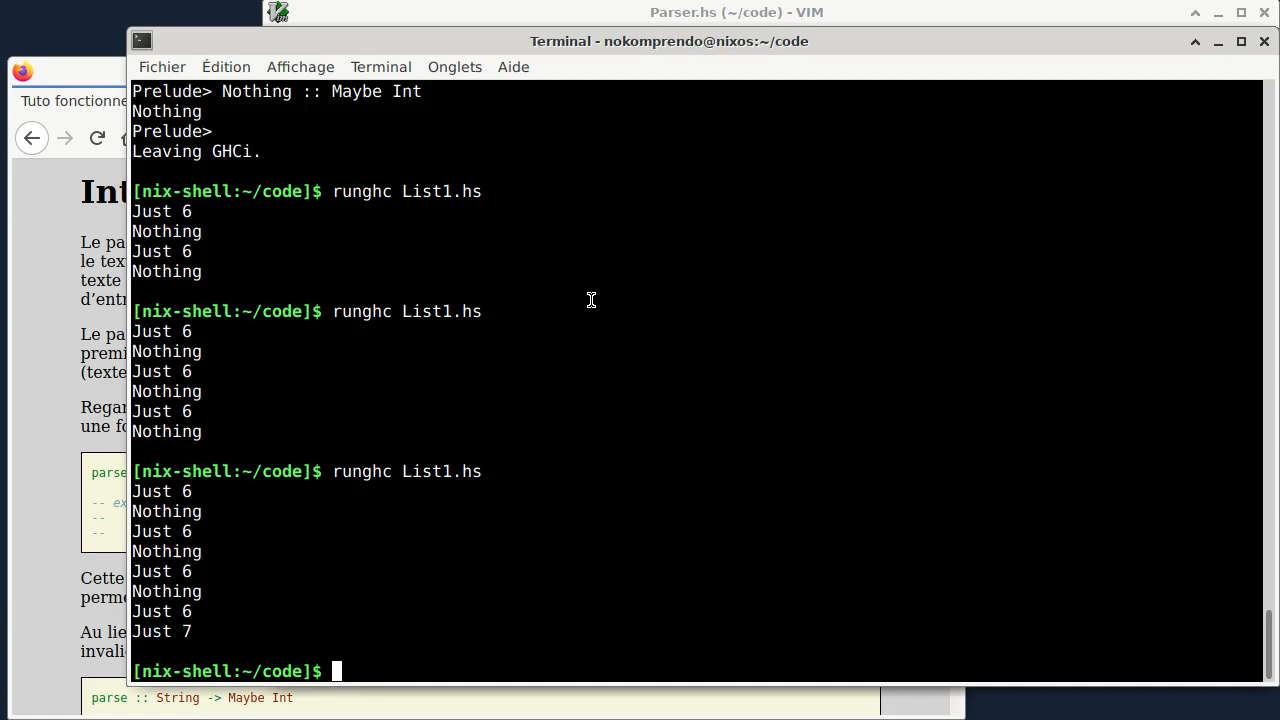 Parser.hs (~/code) - VIM
Terminal - nokomprendo@nixos:~/code
Fichier Édition Affichage Terminal Onglets Aide
Prelude> Nothing :: Maybe Int
Nothing
Prelude>
Leaving GHCi.
[nix-shell:~/code]$ runghc List1.hs
Just 6
Nothing
Just 6
Nothing
[nix-shell:~/code]$ runghc List1.hs
Just 6
Nothing
Just 6
Nothing
Just 6
Nothing
[nix-shell:~/code]$ runghc List1.hs
Just 6
Nothing
Just 6
Nothing
Just 6
Nothing
Just 6
Just 7
[nix-shell:~/code]$
Tuto fonctionne
Int
Le pa
le tex
texte
d’entr
Le pa
premi
(texte
Regar
une fo
parse
-- ex
--
--
Cette
perme
Au lie
invali
parse :: String -> Maybe Int